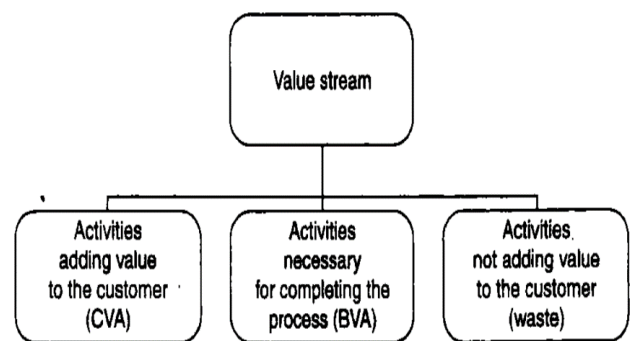 Value stream
Activities
adding value
to the customer
(CVA)
Activities
necessary
for completing the
process (BVA)
Activities
not adding value
to the customer
(waste)